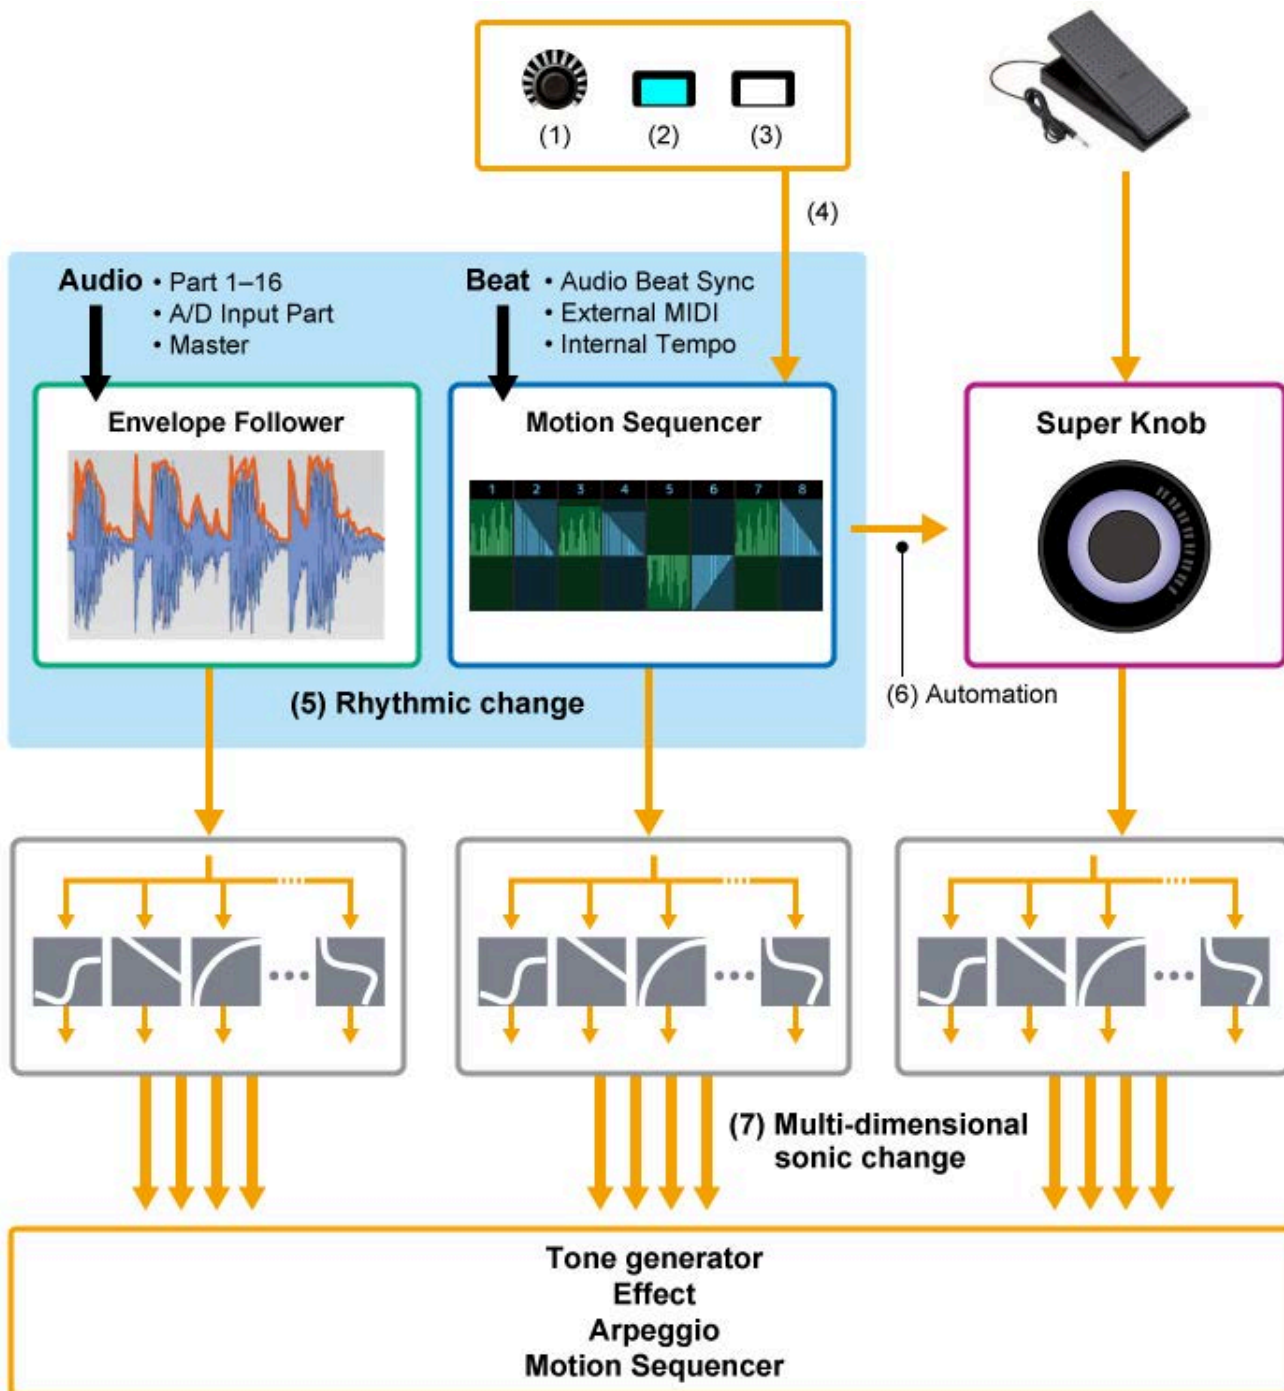 (1)
(2)
(3)
(4)
Audio
• Part 1–16
• A/D Input Part
• Master
Beat
• Audio Beat Sync
• External MIDI
• Internal Tempo
Envelope Follower
Motion Sequencer
1 2 3 4 5 6 7 8
Super Knob
(5) Rhythmic change
(6) Automation
(7) Multi-dimensional
sonic change
Tone generator
Effect
Arpeggio
Motion Sequencer